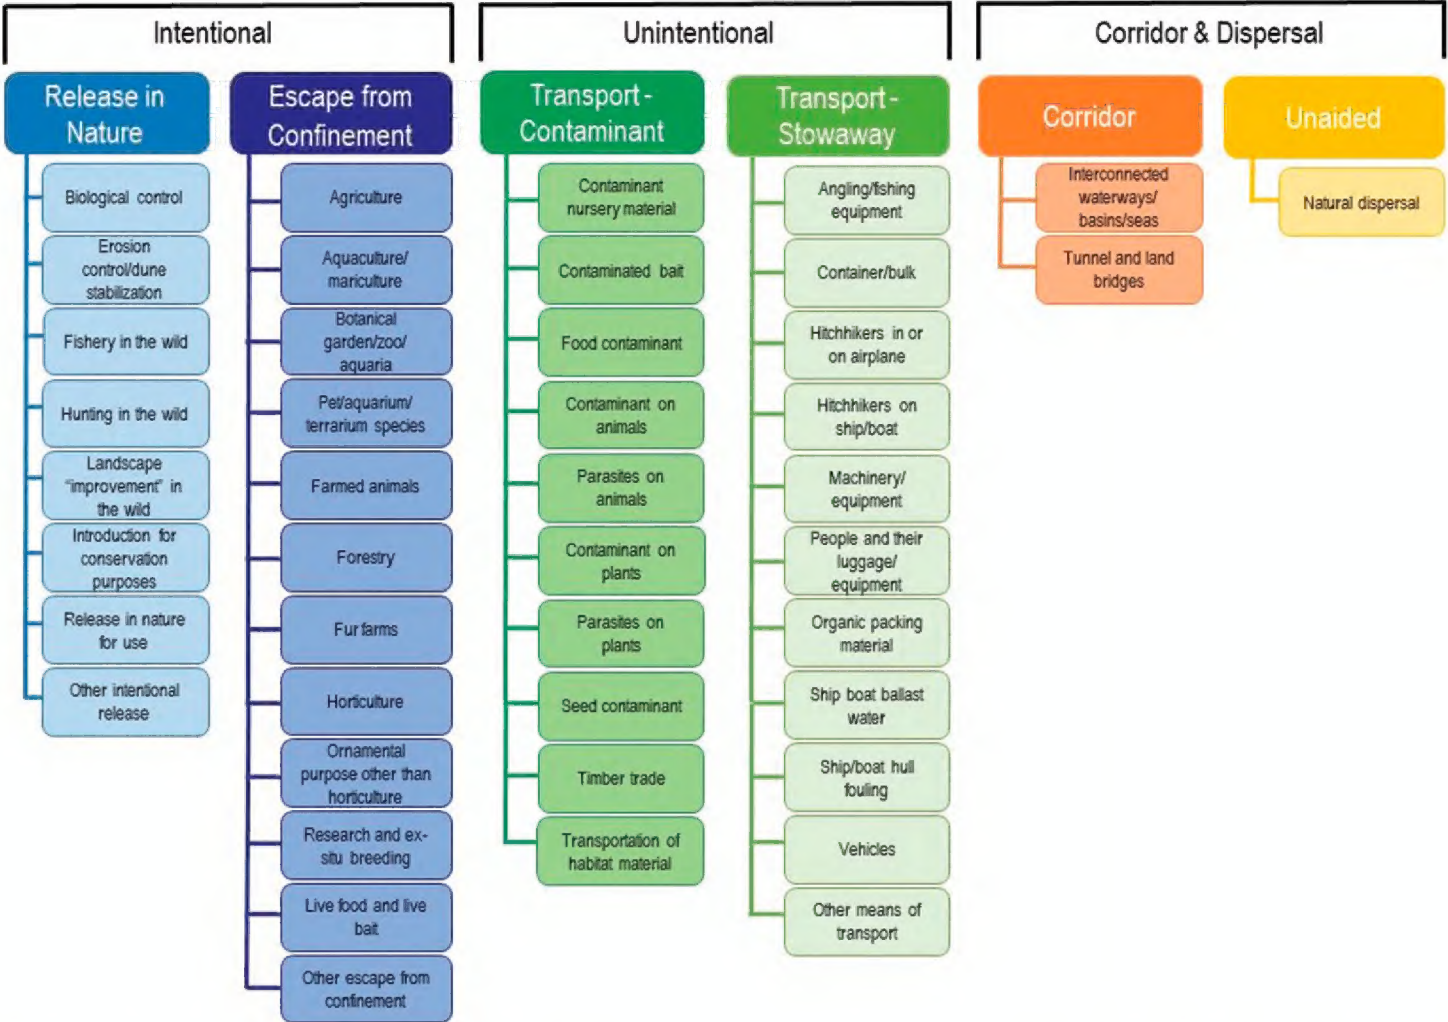 Intentional
Unintentional
Corridor & Dispersal
Release in
Nature
Biological control
Erosion
control/dune
stabilization
Fishery in the wild
Hunting in the wild
Landscape
“improvement” in
the wild
Introduction for
conservation
purposes
Release in nature
for use
Other intentional
release
Escape from
Confinement
Agriculture
Aquaculture/
mariculture
Botanical
garden/zoo/
aquaria
Pet/aquarium/
terrarium species
Farmed animals
Forestry
Fur farms
Horticulture
Ornamental
purpose other than
horticulture
Research and ex-
situ breeding
Live food and live
bait
Other escape from
confinement
Transport -
Contaminant
Contaminant
nursery material
Contaminated bait
Food contaminant
Contaminant on
animals
Parasites on
animals
Contaminant on
plants
Parasites on
plants
Seed contaminant
Timber trade
Transportation of
habitat material
Transport -
Stowaway
Angling/fishing
equipment
Container/bulk
Hitchhikers in or
on airplane
Hitchhikers on
ship/boat
Machinery/
equipment
People and their
luggage/
equipment
Organic packing
material
Ship boat ballast
water
Ship/boat hull
fouling
Vehicles
Other means of
transport
Corridor
Interconnected
waterways/
basins/seas
Tunnel and land
bridges
Unaided
Natural dispersal